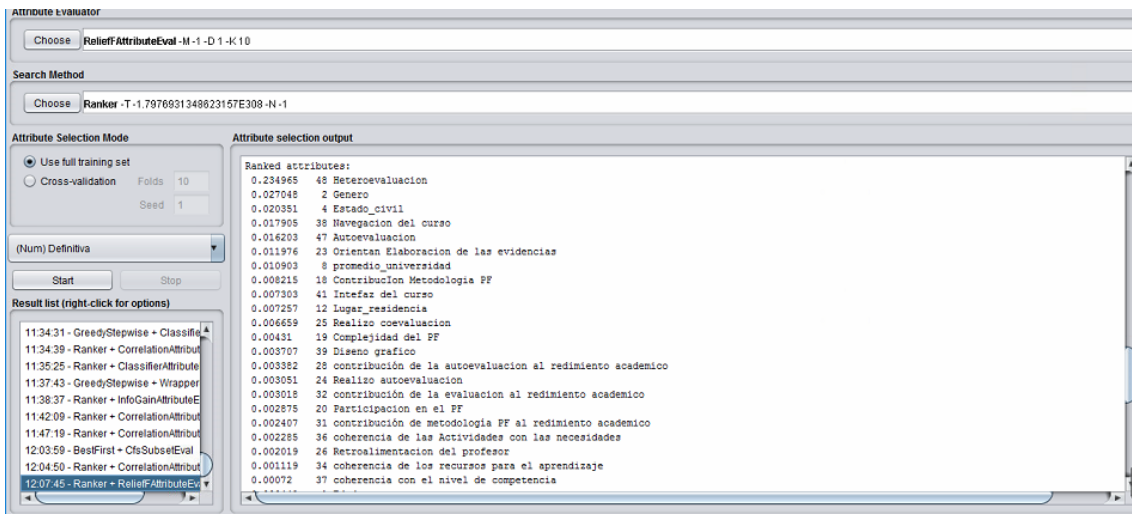 Attribute Evaluator
Choose ReliefFAttributeEval -M -1 -D 1 -K 10
Search Method
Choose Ranker -T -1.7976931348623157E308 -N -1
Attribute Selection Mode
Use full training set
Cross-validation Folds 10
Seed 1
(Num) Definitiva
Start Stop
Result list (right-click for options)
11:34:31 - GreedyStepwise + Classifie
11:34:39 - Ranker + CorrelationAttribut
11:35:25 - Ranker + ClassifierAttribute
11:37:43 - GreedyStepwise + Wrapper
11:38:37 - Ranker + InfoGainAttributeE
11:42:09 - Ranker + CorrelationAttribut
11:47:19 - Ranker + CorrelationAttribut
12:03:59 - BestFirst + CfsSubsetEval
12:04:50 - Ranker + CorrelationAttribut
12:07:45 - Ranker + ReliefFAttributeEv
Attribute selection output
Ranked attributes:
0.234965 48 Heteroevaluacion
0.027048 2 Genero
0.020351 4 Estado_civil
0.017905 38 Navegacion del curso
0.016203 47 Autoevaluacion
0.011976 23 Orientan Elaboracion de las evidencias
0.010903 8 promedio_universidad
0.008215 18 ContribucIon Metodologia PF
0.007303 41 Intefaz del curso
0.007257 12 Lugar_residencia
0.006659 25 Realizo coevaluacion
0.00431 19 Complejidad del PF
0.003707 39 Diseno grafico
0.003382 28 contribución de la autoevaluacion al redimiento academico
0.003051 24 Realizo autoevaluacion
0.003018 32 contribución de la evaluacion al redimiento academico
0.002875 20 Participacion en el PF
0.002407 31 contribución de metodología PF al redimiento academico
0.002285 36 coherencia de las Actividades con las necesidades
0.002019 26 Retroalimentacion del profesor
0.001119 34 coherencia de los recursos para el aprendizaje
0.00072 37 coherencia con el nivel de competencia